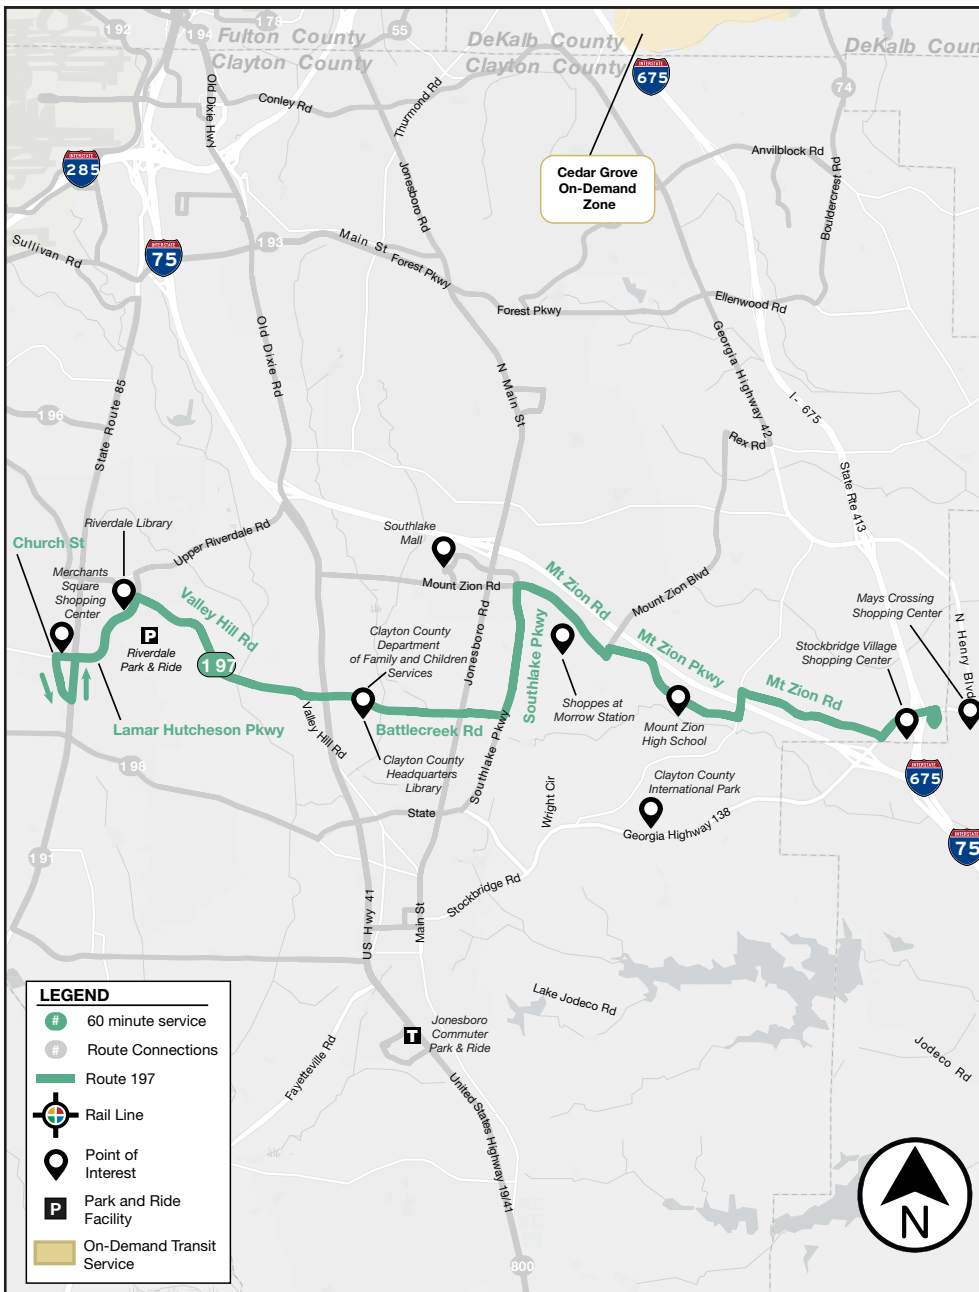 192
194
178
55
Fulton County
Clayton County
DeKalb County
Clayton County
DeKalb Coun
INTERSTATE
675
74
Old Dixie Hwy
Conley Rd
Thurmond Rd
Anvilblock Rd
INTERSTATE
285
Cedar Grove
On-Demand
Zone
Bouldercrest Rd
Jonesboro Rd
Sullivan Rd
INTERSTATE
75
193
Main St
Forest Pkwy
Forest Pkwy
Ellenwood Rd
Old Dixie Rd
Georgia Highway 42
N Main St
I- 675
State Route 85
196
Rex Rd
State Rte 413
Riverdale Library
Upper Riverdale Rd
Southlake
Mall
Church St
Merchants
Square
Shopping
Center
Valley Hill Rd
Mount Zion Rd
Mt Zion Rd
Mount Zion Blvd
Mays Crossing
Shopping Center
N Henry Blvd
P
Riverdale
Park & Ride
197
Clayton County
Department
of Family and Children
Services
Jonesboro Rd
Southlake Pkwy
Mt Zion Pkwy
Mt Zion Rd
Stockbridge Village
Shopping Center
Shoppes at
Morrow Station
Lamar Hutcheson Pkwy
Valley Hill Rd
Battlecreek Rd
Mount Zion
High School
Clayton County
Headquarters
Library
Southlake Pkwy
198
Clayton County
International Park
INTERSTATE
675
Wright Cir
State
Georgia Highway 138
INTERSTATE
75
191
Stockbridge Rd
US Hwy 41
Main St
LEGEND
# 60 minute service
# Route Connections
Route 197
Rail Line
Point of
Interest
P Park and Ride
Facility
On-Demand Transit
Service
Lake Jodeco Rd
T
Jonesboro
Commuter
Park & Ride
Jodeco Rd
Fayetteville Rd
United States Highway 19/41
N
800